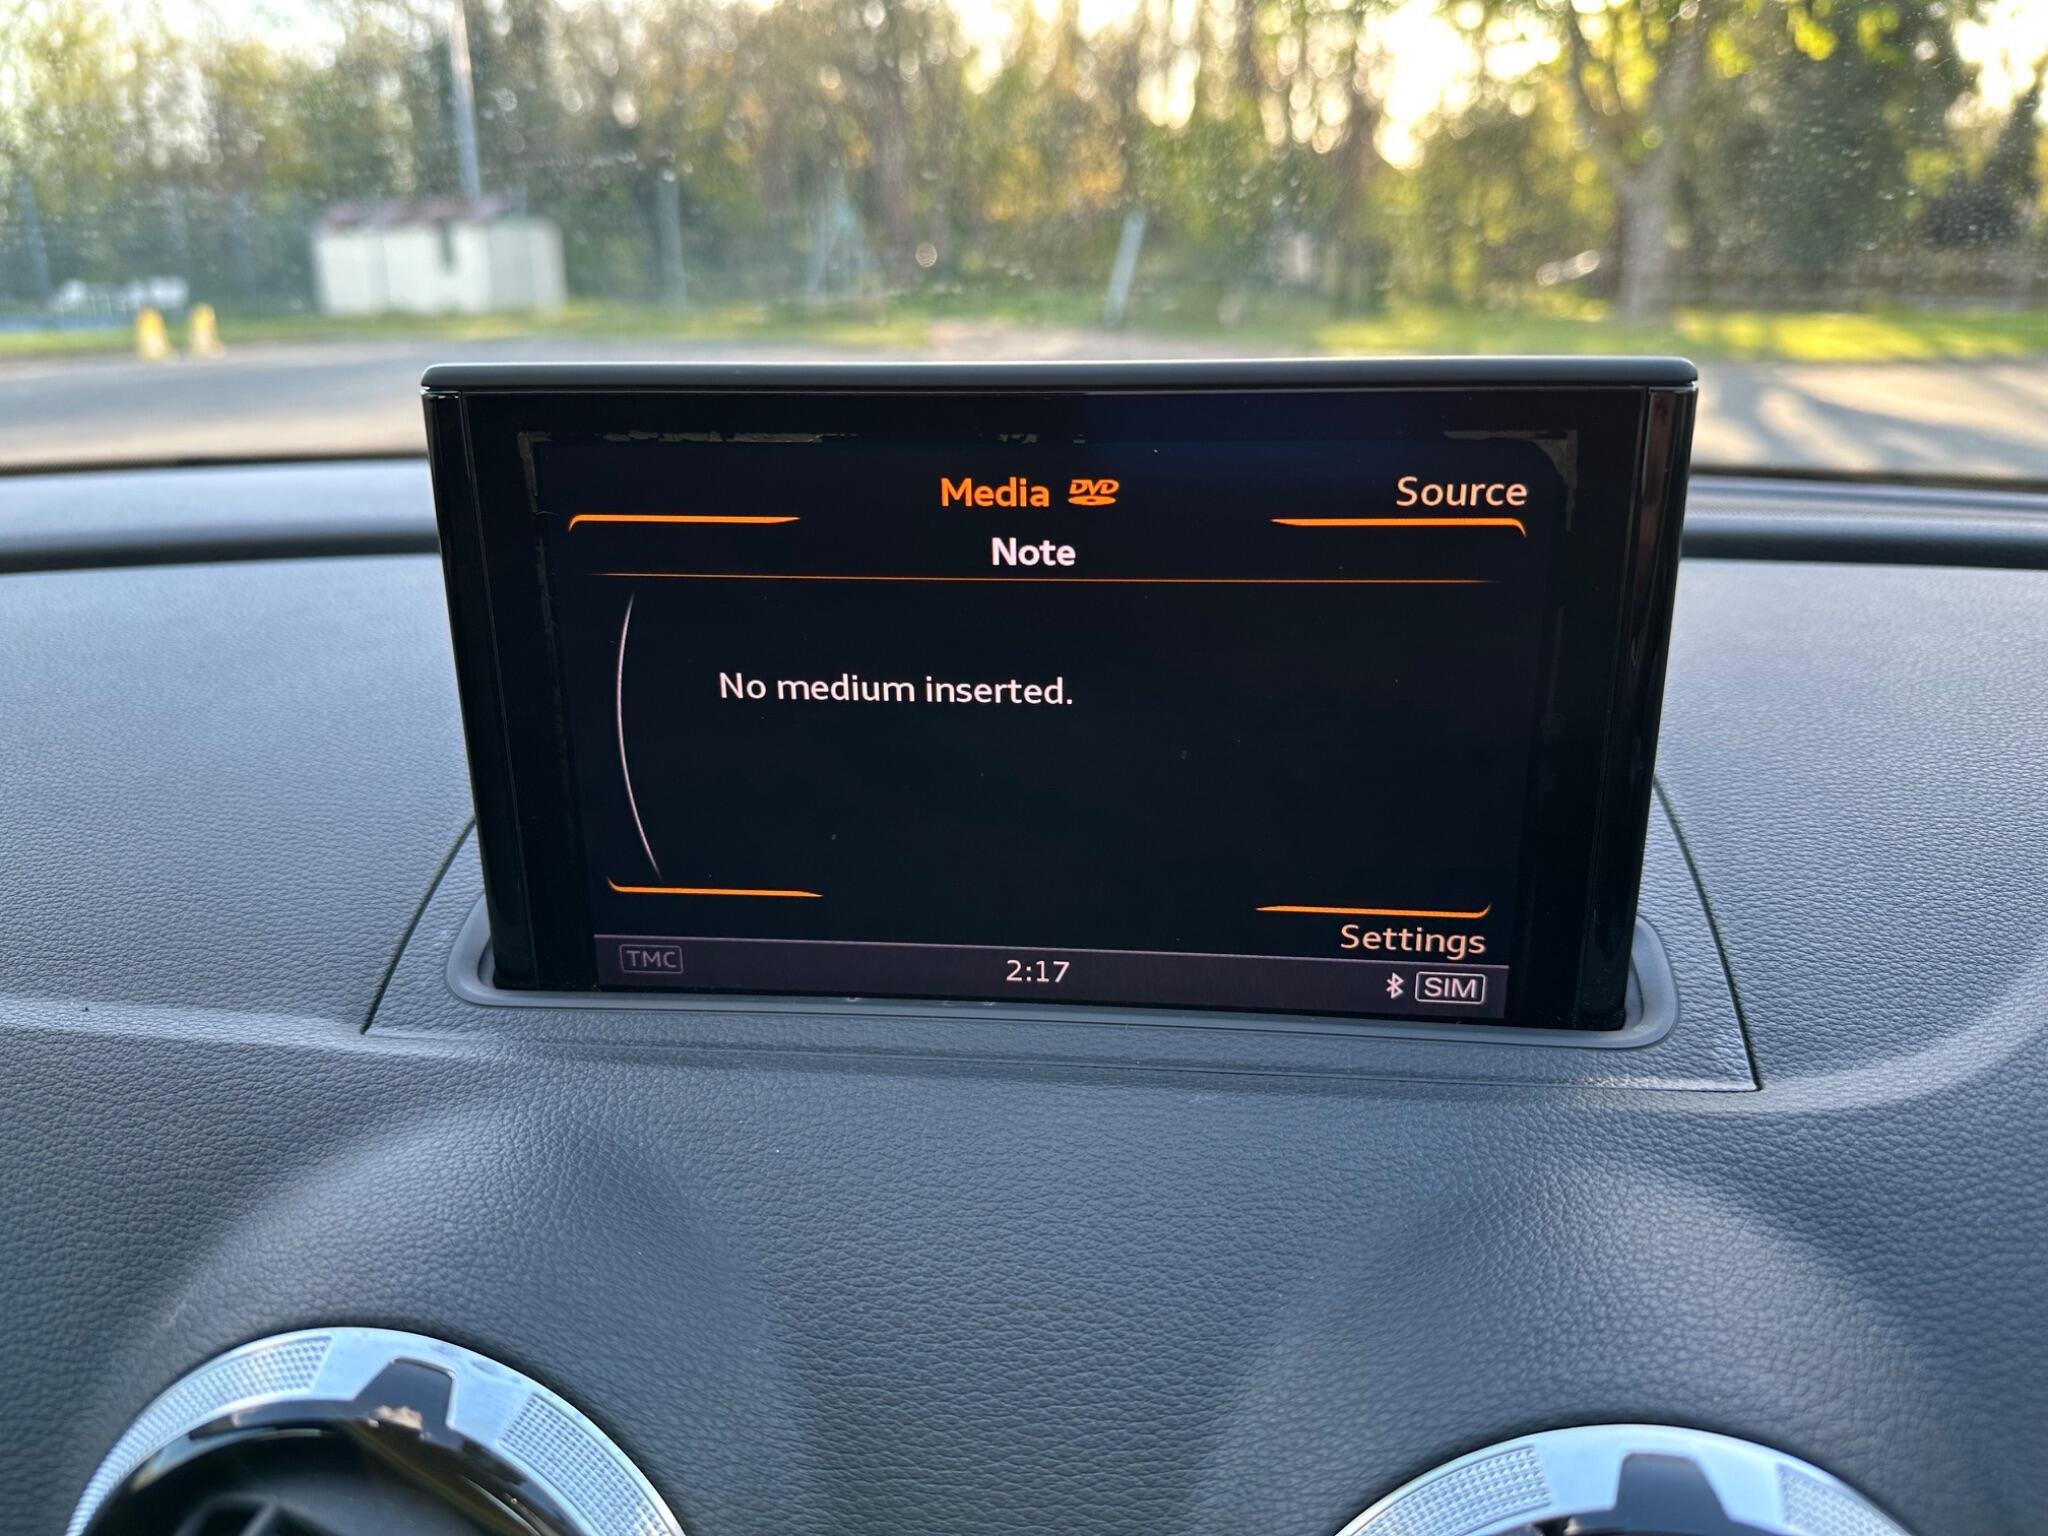 Media DVD
Source
Note
No medium inserted.
Settings
TMC
2:17
SIM